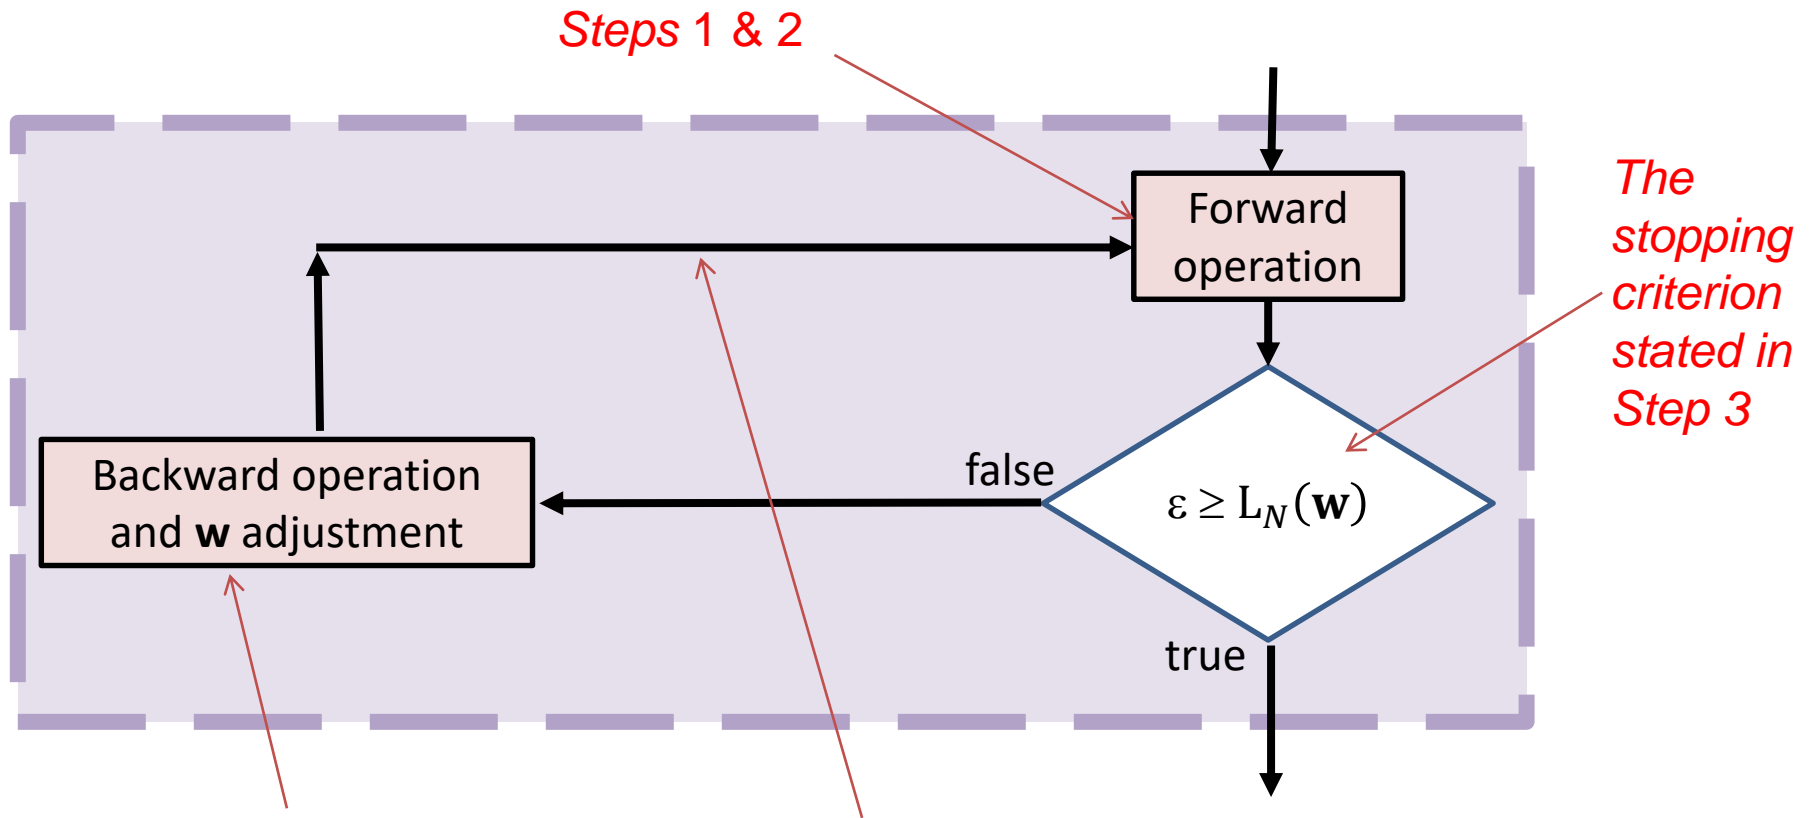 Steps 1 & 2
Forward
operation
The
stopping
criterion
stated in
Step 3
false
ε ≥ L_N(w)
Backward operation
and w adjustment
true